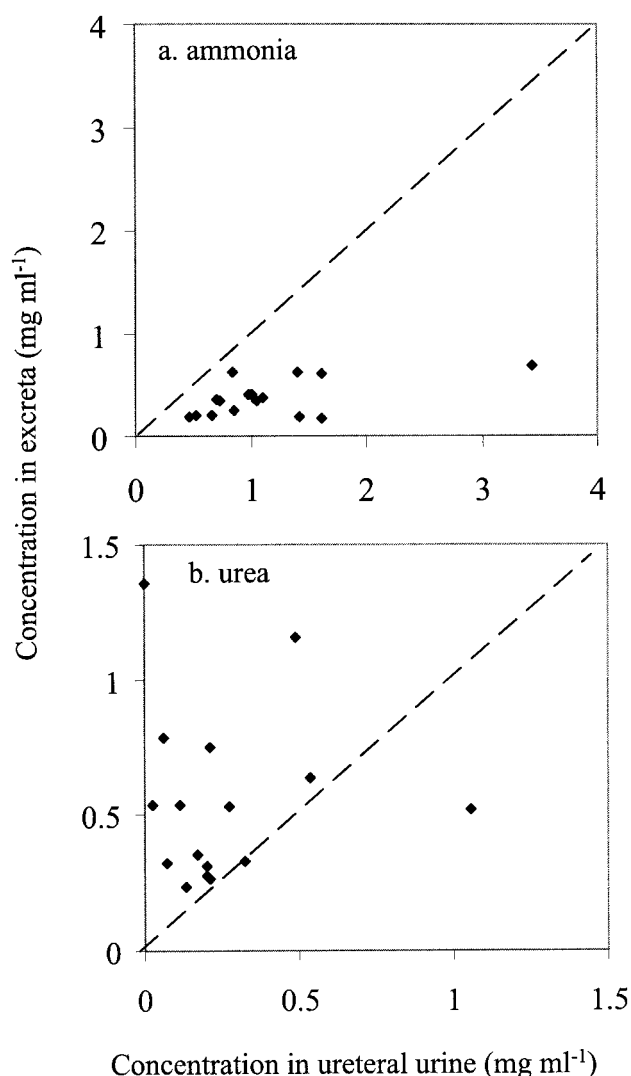 4
a. ammonia
3
2
1
0
0 1 2 3 4
Concentration in excreta (mg ml-1)
1.5
b. urea
1
0.5
0
0 0.5 1 1.5
Concentration in ureteral urine (mg ml-1)